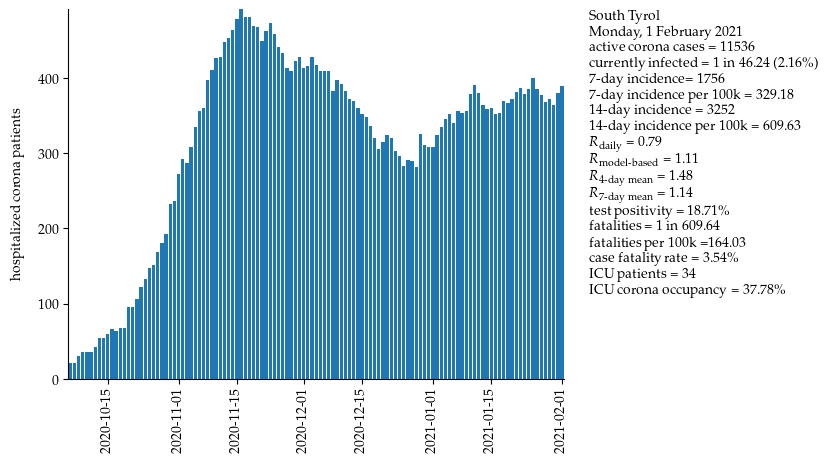 hospitalized corona patients
400
300
200
100
0
2020-10-15
2020-11-01
2020-11-15
2020-12-01
2020-12-15
2021-01-01
2021-01-15
2021-02-01
South Tyrol
Monday, 1 February 2021
active corona cases = 11536
currently infected = 1 in 46.24 (2.16%)
7-day incidence= 1756
7-day incidence per 100k = 329.18
14-day incidence = 3252
14-day incidence per 100k = 609.63
R daily = 0.79
R model-based = 1.11
R 4-day mean = 1.48
R 7-day mean = 1.14
test positivity = 18.71%
fatalities = 1 in 609.64
fatalities per 100k =164.03
case fatality rate = 3.54%
ICU patients = 34
ICU corona occupancy = 37.78%